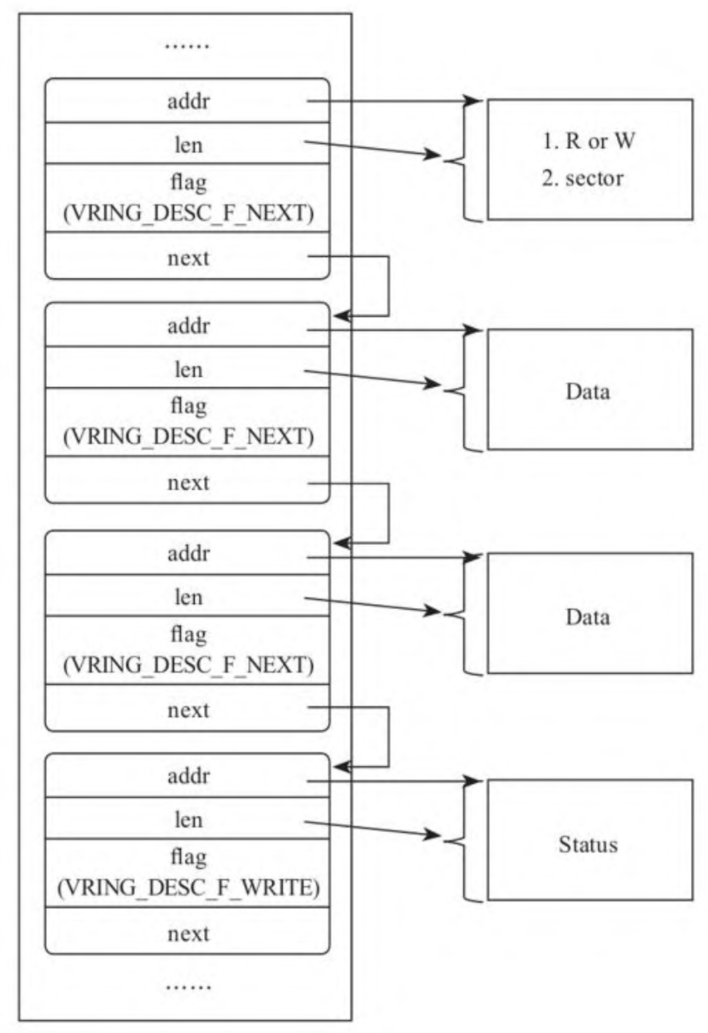 ……
addr
len
flag
(VRING_DESC_F_NEXT)
next
1. R or W
2. sector
addr
len
flag
(VRING_DESC_F_NEXT)
next
Data
addr
len
flag
(VRING_DESC_F_NEXT)
next
Data
addr
len
flag
(VRING_DESC_F_WRITE)
next
Status
……